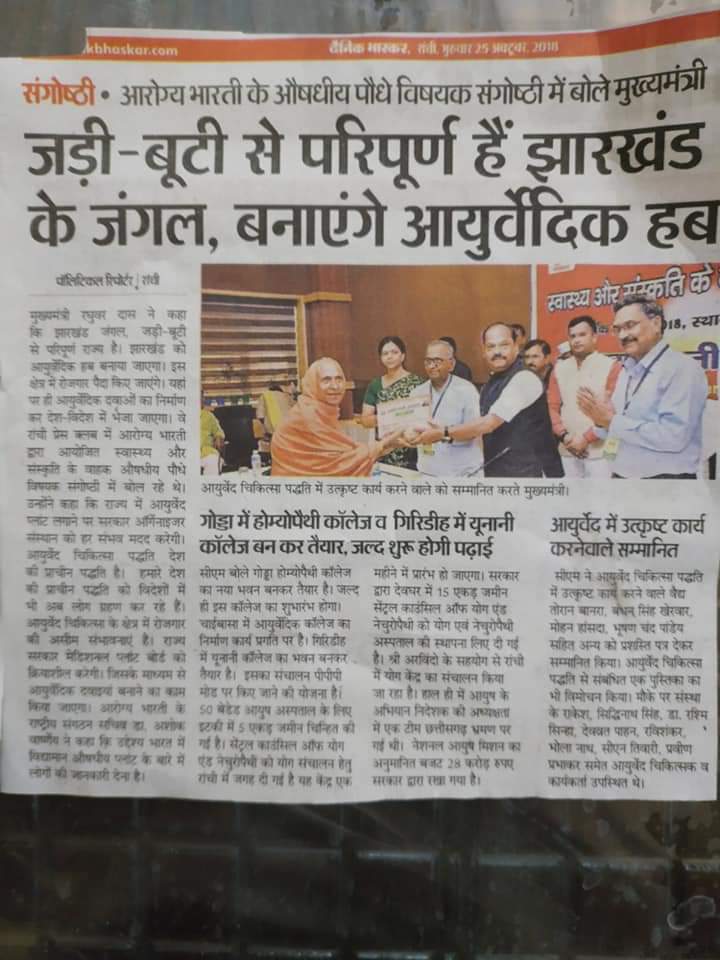 kbhaskar.com
दैनिक भास्कर, रांची, गुरुवार 25 अक्टूबर, 2018
संगोष्ठी • आरोग्य भारती के औषधीय पौधे विषयक संगोष्ठी में बोले मुख्यमंत्री
जड़ी-बूटी से परिपूर्ण हैं झारखंड
के जंगल, बनाएंगे आयुर्वेदिक हब
पॉलिटिकल रिपोर्टर | रांची
मुख्यमंत्री रघुवर दास ने कहा
कि झारखंड जंगल, जड़ी-बूटी
से परिपूर्ण राज्य है। झारखंड को
आयुर्वेदिक हब बनाया जाएगा। इस
क्षेत्र में रोजगार पैदा किए जाएंगे। यहां
पर ही आयुर्वेदिक दवाओं का निर्माण
कर देश-विदेश में भेजा जाएगा। वे
रांची प्रेस क्लब में आरोग्य भारती
द्वारा आयोजित स्वास्थ्य और
संस्कृति के वाहक औषधीय पौधे
विषयक संगोष्ठी में बोल रहे थे।
उन्होंने कहा कि राज्य में आयुर्वेद
प्लांट लगाने पर सरकार ऑर्गिनाइजर
संस्थान को हर संभव मदद करेगी।
आयुर्वेद चिकित्सा पद्धति देश
की प्राचीन पद्धति है। हमारे देश
की प्राचीन पद्धति को विदेशों में
भी अब लोग ग्रहण कर रहे हैं।
आयुर्वेद चिकित्सा के क्षेत्र में रोजगार
की असीम संभावनाएं है। राज्य
सरकार मेडिशनल प्लांट बोर्ड को
क्रियाशील करेगी। जिसके माध्यम से
आयुर्वेदिक दवाइयां बनाने का काम
किया जाएगा। आरोग्य भारती के
राष्ट्रीय संगठन सचिव डा. अशोक
वार्ष्णेय ने कहा कि उद्देश्य भारत में
विद्यमान औषधीय प्लांट के बारे में
लोगों की जानकारी देना है।
स्वास्थ्य और संस्कृति के
2018, स्था
आयुर्वेद चिकित्सा पद्धति में उत्कृष्ट कार्य करने वाले को सम्मानित करते मुख्यमंत्री।
गोड्डा में होम्योपैथी कॉलेज व गिरिडीह में यूनानी
कॉलेज बन कर तैयार, जल्द शुरू होगी पढ़ाई
सीएम बोले गोड्डा होम्योपैथी कॉलेज
का नया भवन बनकर तैयार है। जल्द
ही इस कॉलेज का शुभारंभ होगा।
चाईबासा में आयुर्वेदिक कॉलेज का
निर्माण कार्य प्रगति पर है। गिरिडीह
में यूनानी कॉलेज का भवन बनकर
तैयार है। इसका संचालन पीपीपी
मोड पर किए जाने की योजना है।
50 बेडेड आयुष अस्पताल के लिए
इटकी में 5 एकड़ जमीन चिन्हित की
गई है। सेंट्रल काउंसिल ऑफ योग
एंड नेचुरोपैथी को योग संचालन हेतु
रांची में जगह दी गई है यह केंद्र एक
महीने में प्रारंभ हो जाएगा। सरकार
द्वारा देवघर में 15 एकड़ जमीन
सेंट्रल काउंसिल ऑफ योग एंड
नेचुरोपैथी को योग एवं नेचुरोपैथी
अस्पताल की स्थापना लिए दी गई
है। श्री अरविंदो के सहयोग से रांची
में योग केंद्र का संचालन किया
जा रहा है। हाल ही में आयुष के
अभियान निदेशक की अध्यक्षता
में एक टीम छत्तीसगढ़ भ्रमण पर
गई थी। नेशनल आयुष मिशन का
अनुमानित बजट 28 करोड़ रुपए
सरकार द्वारा रखा गया है।
आयुर्वेद में उत्कृष्ट कार्य
करनेवाले सम्मानित
सीएम ने आयुर्वेद चिकित्सा पद्धति
में उत्कृष्ट कार्य करने वाले वैद्य
तोरान बानरा, बंधन सिंह खेरवार,
मोहन हांसदा, भूषण चंद पांडेय
सहित अन्य को प्रशस्ति पत्र देकर
सम्मानित किया। आयुर्वेद चिकित्सा
पद्धति से संबंधित एक पुस्तिका का
भी विमोचन किया। मौके पर संस्था
के राकेश, सिद्धिनाथ सिंह, डा. रश्मि
सिन्हा, देवव्रत पाहन, रविशंकर,
भोला नाथ, सीएन तिवारी, प्रवीण
प्रभाकर समेत आयुर्वेद चिकित्सक व
कार्यकर्ता उपस्थित थे।